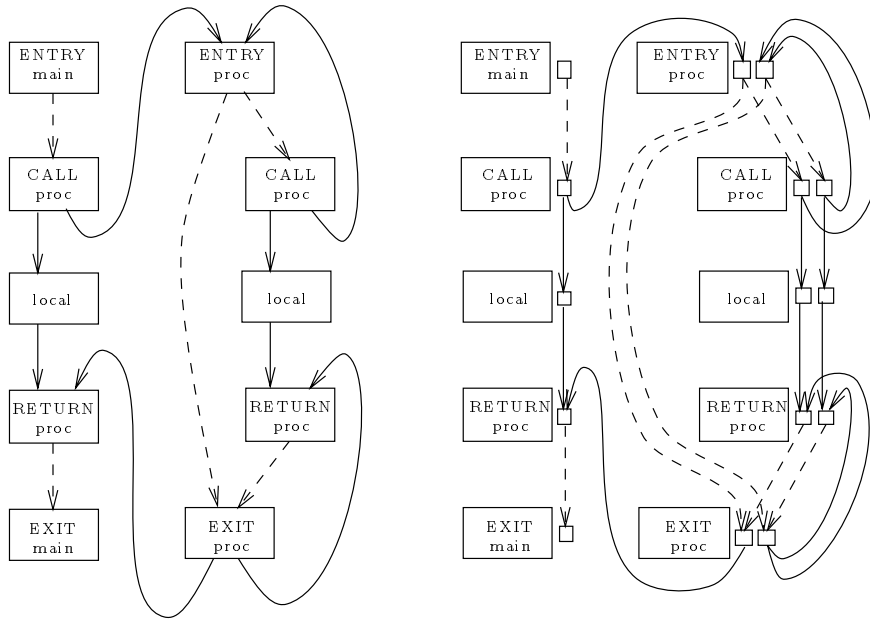 ENTRY
main
ENTRY
proc
CALL
proc
CALL
proc
local
local
RETURN
proc
RETURN
proc
EXIT
main
EXIT
proc
ENTRY
main
ENTRY
proc
CALL
proc
CALL
proc
local
local
RETURN
proc
RETURN
proc
EXIT
main
EXIT
proc